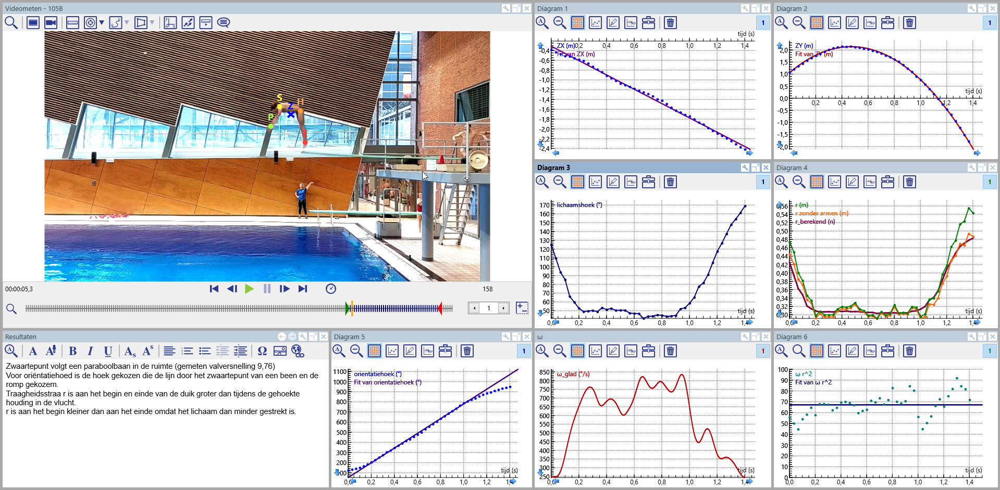 Videometen - 105B
S
H
Z
P
00:00:05,3
158
1
Diagram 1
1
tijd (s)
ZX (m)
Fit van ZX (m)
0,2 0,4 0,6 0,8 1,0 1,2 1,4
-0,4
-0,6
-0,8
-1,0
-1,2
-1,4
-1,6
-1,8
-2,0
-2,2
-2,4
Diagram 2
1
ZY (m)
Fit van ZY (m)
2,0
1,5
1,0
0,5
0,0
-0,5
-1,0
-1,5
-2,0
tijd (s)
0,2 0,4 0,6 0,8 1,0 1,2 1,4
Diagram 3
1
lichaamshoek (°)
170
160
150
140
130
120
110
100
90
80
70
60
50
tijd (s)
0,0 0,2 0,4 0,6 0,8 1,0 1,2 1,4
Diagram 4
1
r (m)
r zonder armen (m)
r_berekend (n)
0,56
0,54
0,52
0,50
0,48
0,46
0,44
0,42
0,40
0,38
0,36
0,34
0,32
0,30
tijd (s)
0,0 0,2 0,4 0,6 0,8 1,0 1,2 1,4
Resultaten
Zwaartepunt volgt een paraboolbaan in de ruimte (gemeten valversnelling 9,76)
Voor oriëntatiehoed is de hoek gekozen die de lijn door het zwaartepunt van een been en de
romp gekozem.
Traagheidsstraa r is aan het begin en einde van de duik groter dan tijdens de gehoekte
houding in de vlucht.
r is aan het begin kleiner dan aan het einde omdat het lichaam dan minder gestrekt is.
Diagram 5
1
orientatiehoek (°)
Fit van orientatiehoek (°)
1100
1000
900
800
700
600
500
400
300
200
100
tijd (s)
0,0 0,2 0,4 0,6 0,8 1,0 1,2 1,4
ω
1
ω_glad (°/s)
850
800
750
700
650
600
550
500
450
400
350
300
250
tijd (s)
0,0 0,2 0,4 0,6 0,8 1,0 1,2 1,4
Diagram 6
1
ω r^2
Fit van ω r^2
100
90
80
70
60
50
40
30
20
10
0
tijd (s)
0,0 0,2 0,4 0,6 0,8 1,0 1,2 1,4